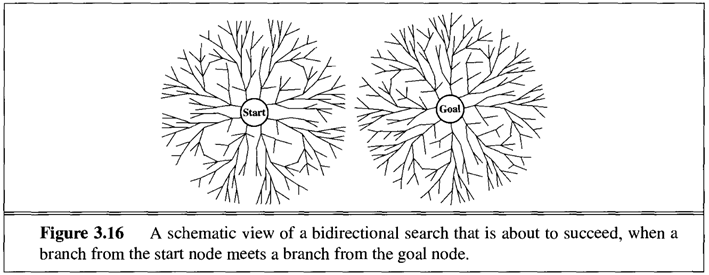 Start
Goal
Figure 3.16 A schematic view of a bidirectional search that is about to succeed, when a
branch from the start node meets a branch from the goal node.